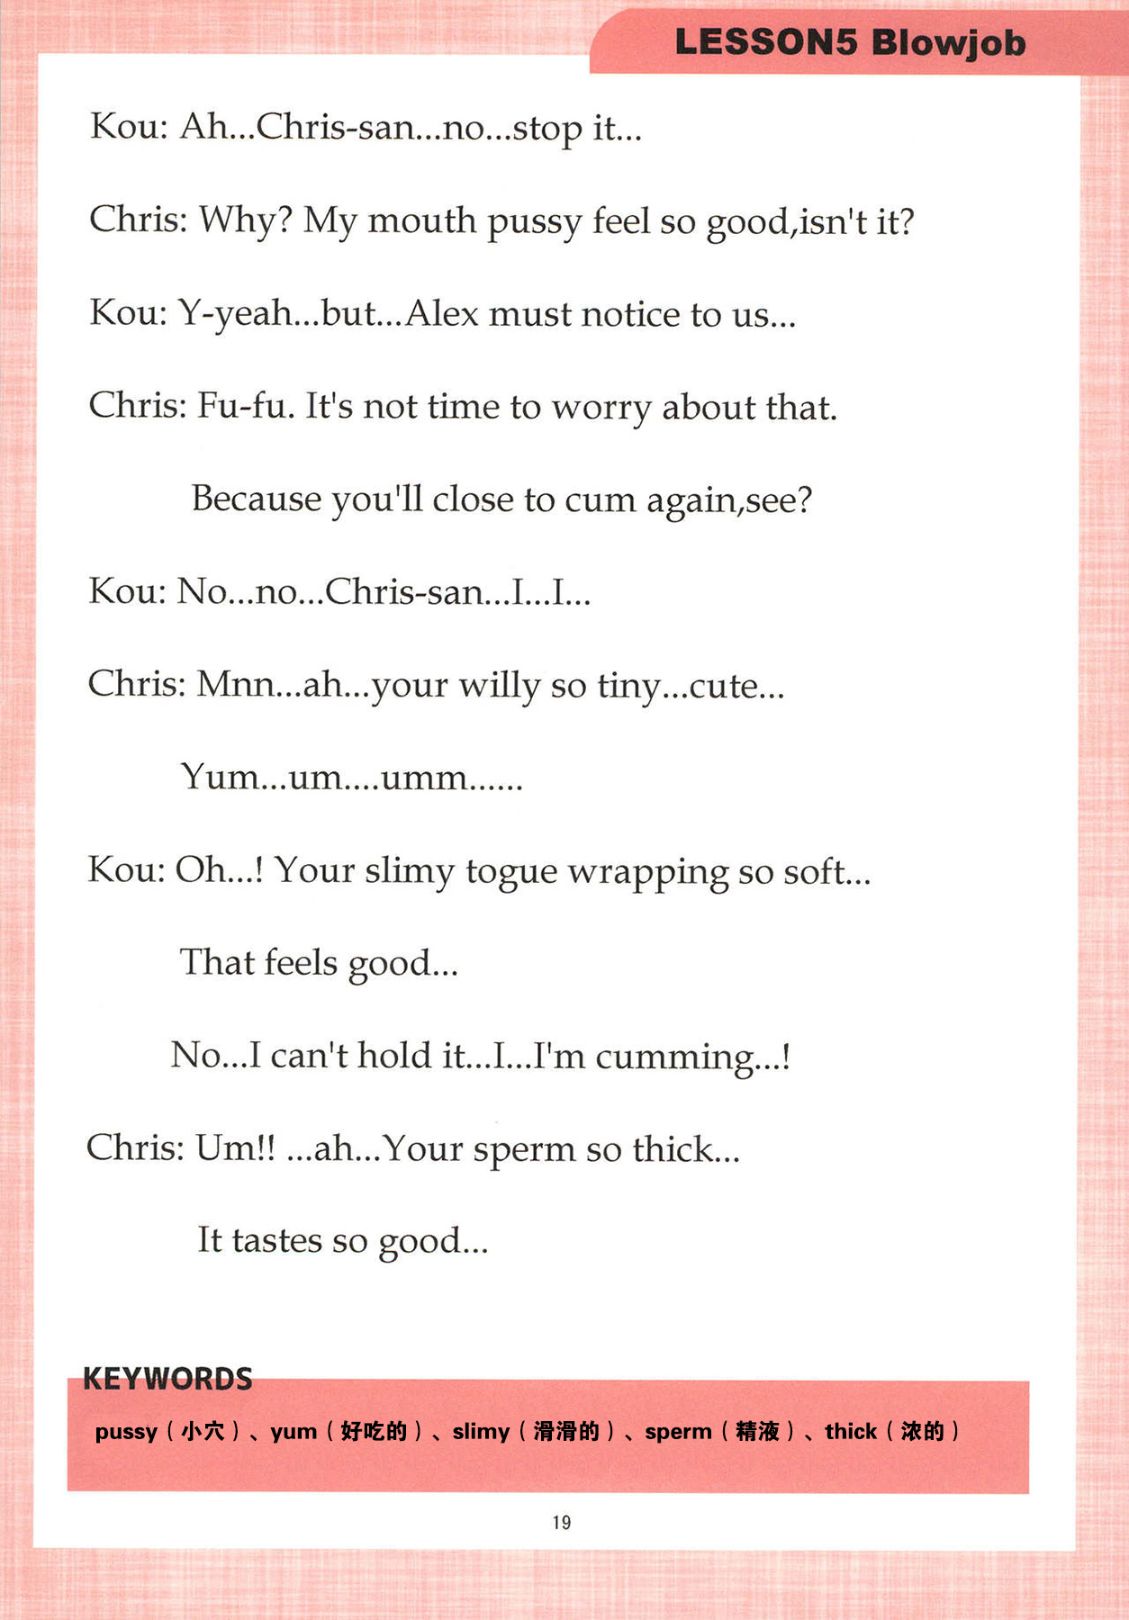 LESSON5 Blowjob
Kou: Ah...Chris-san...no...stop it...
Chris: Why? My mouth pussy feel so good,isn't it?
Kou: Y-yeah...but...Alex must notice to us...
Chris: Fu-fu. It's not time to worry about that.
Because you'll close to cum again,see?
Kou: No...no...Chris-san...I...I...
Chris: Mnn...ah...your willy so tiny...cute...
Yum...um....umm......
Kou: Oh...! Your slimy togue wrapping so soft...
That feels good...
No...I can't hold it...I...I'm cumming...!
Chris: Um!! ...ah...Your sperm so thick...
It tastes so good...
KEYWORDS
pussy（小穴）、yum（好吃的）、slimy（滑滑的）、sperm（精液）、thick（浓的）
19